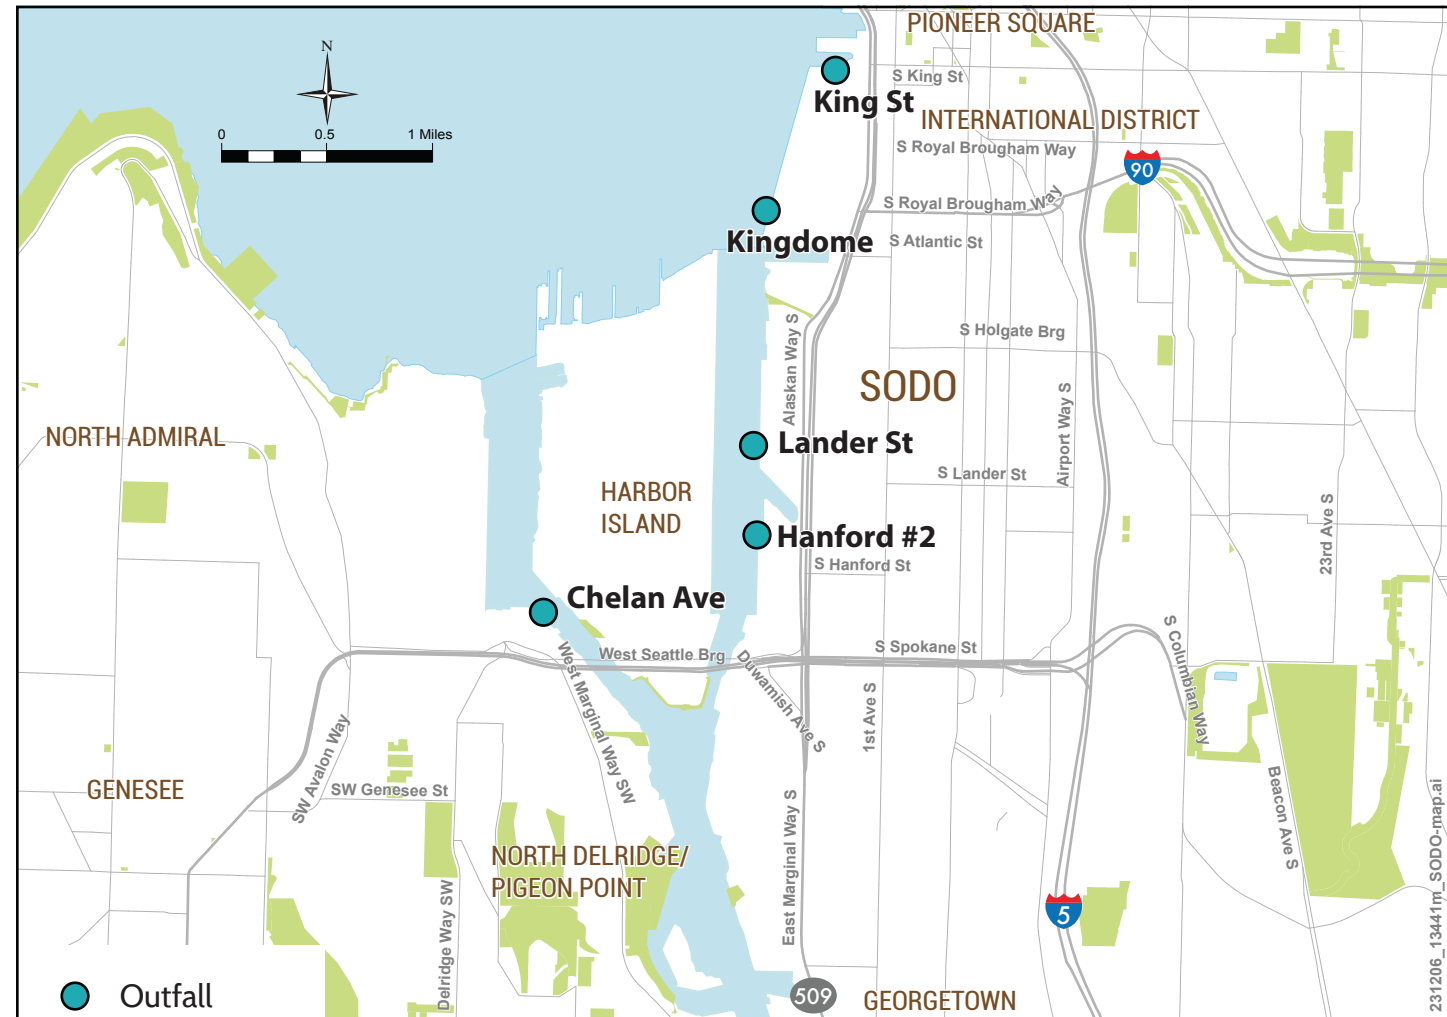 PIONEER SQUARE
N
S King St
King St
0 0.5 1 Miles
INTERNATIONAL DISTRICT
S Royal Brougham Way
90
S Royal Brougham Way
Kingdome
S Atlantic St
Alaskan Way S
S Holgate Brg
SODO
Airport Way S
NORTH ADMIRAL
Lander St
S Lander St
HARBOR
ISLAND
23rd Ave S
Hanford #2
S Hanford St
Chelan Ave
West Seattle Brg
S Spokane St
S Columbian Way
Duwamish Ave S
West Marginal Way SW
1st Ave S
SW Avalon Way
GENESEE
SW Genesee St
Beacon Ave S
East Marginal Way S
NORTH DELRIDGE/
PIGEON POINT
Delridge Way SW
5
Outfall
509
GEORGETOWN
231206_13441m_SODO-map.ai